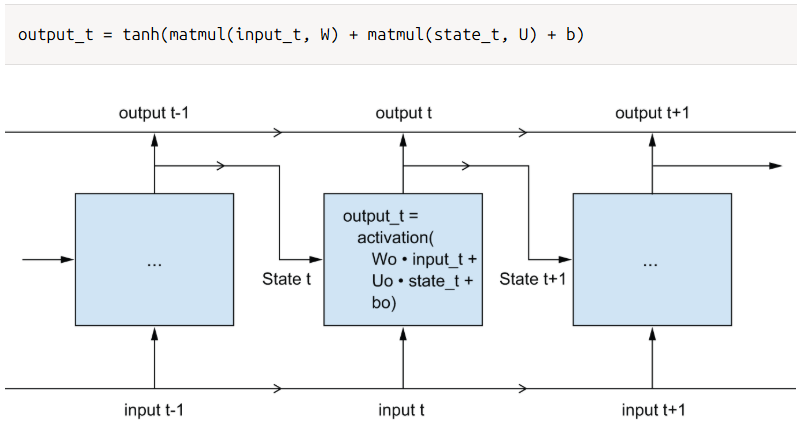 output_t = tanh(matmul(input_t, W) + matmul(state_t, U) + b)
output t-1
output t
output t+1
...
output_t =
activation(
Wo • input_t +
Uo • state_t +
bo)
...
State t
State t+1
input t-1
input t
input t+1